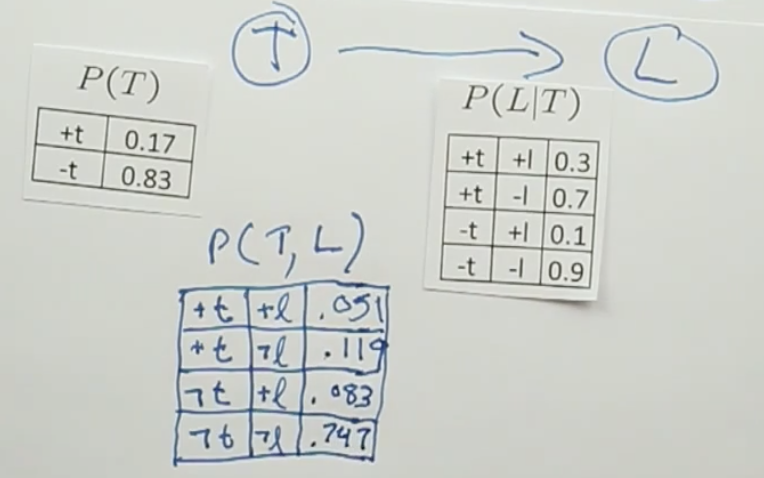 T L
P(T)
+t 0.17
-t 0.83
P(L|T)
+t +l 0.3
+t -l 0.7
-t +l 0.1
-t -l 0.9
P(T, L)
+t +l .051
+t ¬l .119
¬t +l .083
¬t ¬l .747